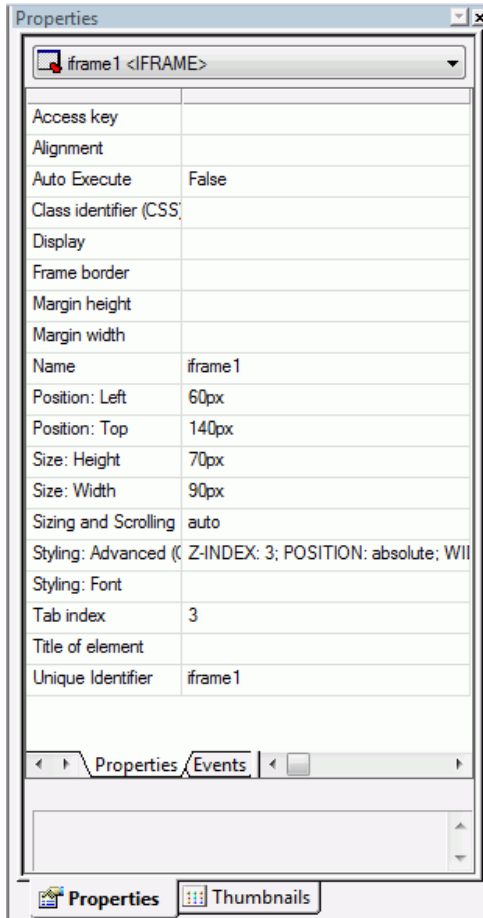 Properties
iframe1 <IFRAME>
Access key
Alignment
Auto Execute False
Class identifier (CSS)
Display
Frame border
Margin height
Margin width
Name iframe1
Position: Left 60px
Position: Top 140px
Size: Height 70px
Size: Width 90px
Sizing and Scrolling auto
Styling: Advanced (C Z-INDEX: 3; POSITION: absolute; WID
Styling: Font
Tab index 3
Title of element
Unique Identifier iframe1
Properties Events
Properties Thumbnails